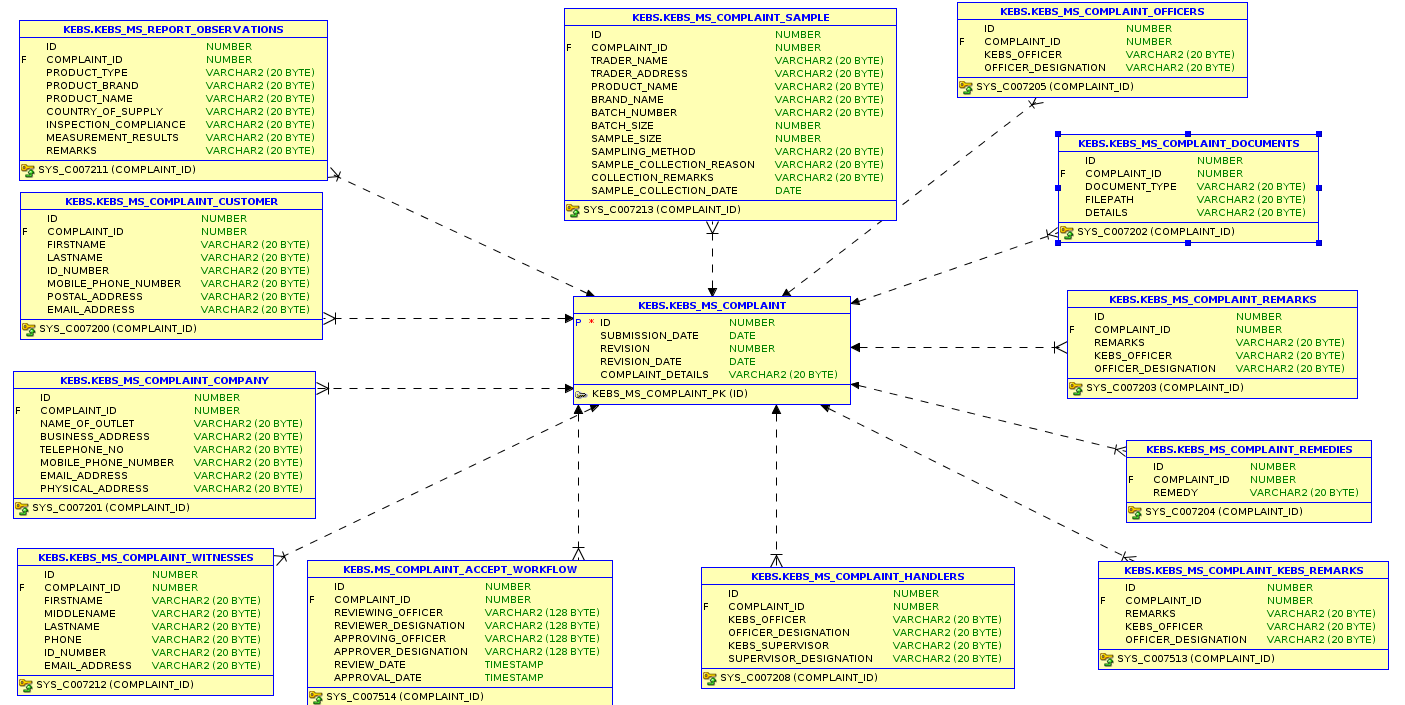 KEBS.KEBS_MS_REPORT_OBSERVATIONS
ID NUMBER
F COMPLAINT_ID NUMBER
PRODUCT_TYPE VARCHAR2 (20 BYTE)
PRODUCT_BRAND VARCHAR2 (20 BYTE)
PRODUCT_NAME VARCHAR2 (20 BYTE)
COUNTRY_OF_SUPPLY VARCHAR2 (20 BYTE)
INSPECTION_COMPLIANCE VARCHAR2 (20 BYTE)
MEASUREMENT_RESULTS VARCHAR2 (20 BYTE)
REMARKS VARCHAR2 (20 BYTE)
SYS_C007211 (COMPLAINT_ID)
KEBS.KEBS_MS_COMPLAINT_SAMPLE
ID NUMBER
F COMPLAINT_ID NUMBER
TRADER_NAME VARCHAR2 (20 BYTE)
TRADER_ADDRESS VARCHAR2 (20 BYTE)
PRODUCT_NAME VARCHAR2 (20 BYTE)
BRAND_NAME VARCHAR2 (20 BYTE)
BATCH_NUMBER VARCHAR2 (20 BYTE)
BATCH_SIZE NUMBER
SAMPLE_SIZE NUMBER
SAMPLING_METHOD VARCHAR2 (20 BYTE)
SAMPLE_COLLECTION_REASON VARCHAR2 (20 BYTE)
COLLECTION_REMARKS VARCHAR2 (20 BYTE)
SAMPLE_COLLECTION_DATE DATE
SYS_C007213 (COMPLAINT_ID)
KEBS.KEBS_MS_COMPLAINT_OFFICERS
ID NUMBER
F COMPLAINT_ID NUMBER
KEBS_OFFICER VARCHAR2 (20 BYTE)
OFFICER_DESIGNATION VARCHAR2 (20 BYTE)
SYS_C007205 (COMPLAINT_ID)
KEBS.KEBS_MS_COMPLAINT_DOCUMENTS
ID NUMBER
F COMPLAINT_ID NUMBER
DOCUMENT_TYPE VARCHAR2 (20 BYTE)
FILEPATH VARCHAR2 (20 BYTE)
DETAILS VARCHAR2 (20 BYTE)
SYS_C007202 (COMPLAINT_ID)
KEBS.KEBS_MS_COMPLAINT_CUSTOMER
ID NUMBER
F COMPLAINT_ID NUMBER
FIRSTNAME VARCHAR2 (20 BYTE)
LASTNAME VARCHAR2 (20 BYTE)
ID_NUMBER VARCHAR2 (20 BYTE)
MOBILE_PHONE_NUMBER VARCHAR2 (20 BYTE)
POSTAL_ADDRESS VARCHAR2 (20 BYTE)
EMAIL_ADDRESS VARCHAR2 (20 BYTE)
SYS_C007200 (COMPLAINT_ID)
KEBS.KEBS_MS_COMPLAINT
P * ID NUMBER
SUBMISSION_DATE DATE
REVISION NUMBER
REVISION_DATE DATE
COMPLAINT_DETAILS VARCHAR2 (20 BYTE)
KEBS_MS_COMPLAINT_PK (ID)
KEBS.KEBS_MS_COMPLAINT_REMARKS
ID NUMBER
F COMPLAINT_ID NUMBER
REMARKS VARCHAR2 (20 BYTE)
KEBS_OFFICER VARCHAR2 (20 BYTE)
OFFICER_DESIGNATION VARCHAR2 (20 BYTE)
SYS_C007203 (COMPLAINT_ID)
KEBS.KEBS_MS_COMPLAINT_COMPANY
ID NUMBER
F COMPLAINT_ID NUMBER
NAME_OF_OUTLET VARCHAR2 (20 BYTE)
BUSINESS_ADDRESS VARCHAR2 (20 BYTE)
TELEPHONE_NO VARCHAR2 (20 BYTE)
MOBILE_PHONE_NUMBER VARCHAR2 (20 BYTE)
EMAIL_ADDRESS VARCHAR2 (20 BYTE)
PHYSICAL_ADDRESS VARCHAR2 (20 BYTE)
SYS_C007201 (COMPLAINT_ID)
KEBS.KEBS_MS_COMPLAINT_REMEDIES
ID NUMBER
F COMPLAINT_ID NUMBER
REMEDY VARCHAR2 (20 BYTE)
SYS_C007204 (COMPLAINT_ID)
KEBS.KEBS_MS_COMPLAINT_WITNESSES
ID NUMBER
F COMPLAINT_ID NUMBER
FIRSTNAME VARCHAR2 (20 BYTE)
MIDDLENAME VARCHAR2 (20 BYTE)
LASTNAME VARCHAR2 (20 BYTE)
PHONE VARCHAR2 (20 BYTE)
ID_NUMBER VARCHAR2 (20 BYTE)
EMAIL_ADDRESS VARCHAR2 (20 BYTE)
SYS_C007212 (COMPLAINT_ID)
KEBS.MS_COMPLAINT_ACCEPT_WORKFLOW
ID NUMBER
F COMPLAINT_ID NUMBER
REVIEWING_OFFICER VARCHAR2 (128 BYTE)
REVIEWER_DESIGNATION VARCHAR2 (128 BYTE)
APPROVING_OFFICER VARCHAR2 (128 BYTE)
APPROVER_DESIGNATION VARCHAR2 (128 BYTE)
REVIEW_DATE TIMESTAMP
APPROVAL_DATE TIMESTAMP
SYS_C007514 (COMPLAINT_ID)
KEBS.KEBS_MS_COMPLAINT_HANDLERS
ID NUMBER
F COMPLAINT_ID NUMBER
KEBS_OFFICER VARCHAR2 (20 BYTE)
OFFICER_DESIGNATION VARCHAR2 (20 BYTE)
KEBS_SUPERVISOR VARCHAR2 (20 BYTE)
SUPERVISOR_DESIGNATION VARCHAR2 (20 BYTE)
SYS_C007208 (COMPLAINT_ID)
KEBS.KEBS_MS_COMPLAINT_KEBS_REMARKS
ID NUMBER
F COMPLAINT_ID NUMBER
REMARKS VARCHAR2 (20 BYTE)
KEBS_OFFICER VARCHAR2 (20 BYTE)
OFFICER_DESIGNATION VARCHAR2 (20 BYTE)
SYS_C007513 (COMPLAINT_ID)